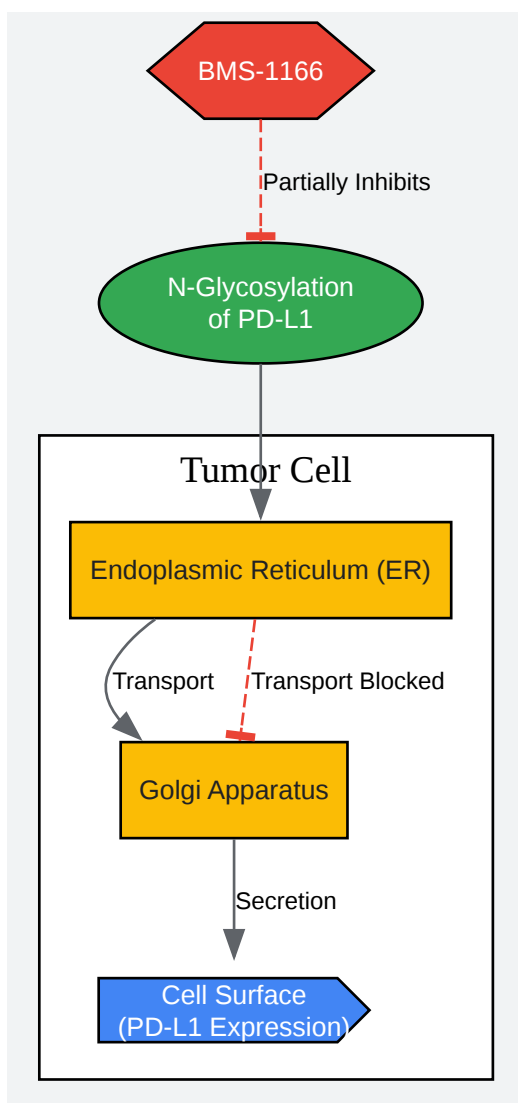 BMS-1166
Partially Inhibits
N-Glycosylation
of PD-L1
Tumor Cell
Endoplasmic Reticulum (ER)
Transport
Transport Blocked
Golgi Apparatus
Secretion
Cell Surface
(PD-L1 Expression)